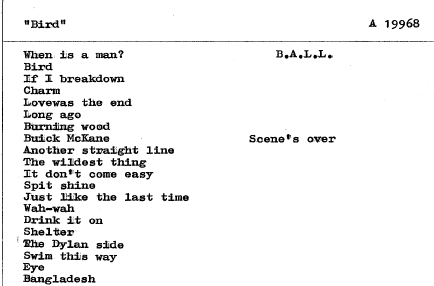 "Bird" A 19968
When is a man? B.A.L.L.
Bird
If I breakdown
Charm
Lovewas the end
Long ago
Burning wood
Buick McKane Scene's over
Another straight line
The wildest thing
It don't come easy
Spit shine
Just like the last time
Wah-wah
Drink it on
Shelter
The Dylan side
Swim this way
Eye
Bangladesh